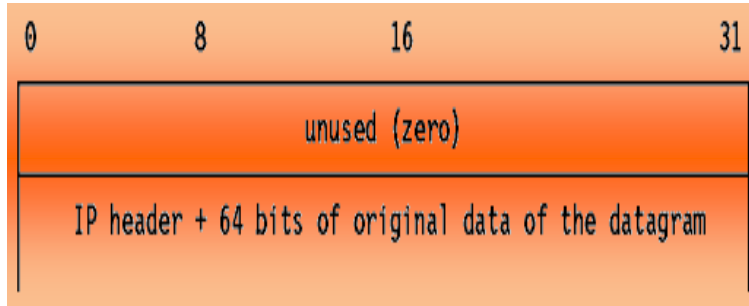 0 8 16 31
unused (zero)
IP header + 64 bits of original data of the datagram